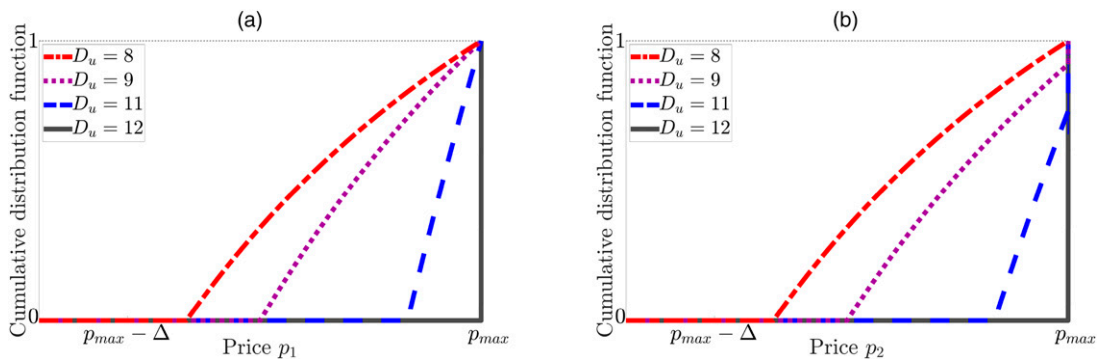 (a)
Cumulative distribution function
1
D_u = 8
D_u = 9
D_u = 11
D_u = 12
0
p_max − Δ
p_max
Price p_1
(b)
Cumulative distribution function
1
D_u = 8
D_u = 9
D_u = 11
D_u = 12
0
p_max − Δ
p_max
Price p_2